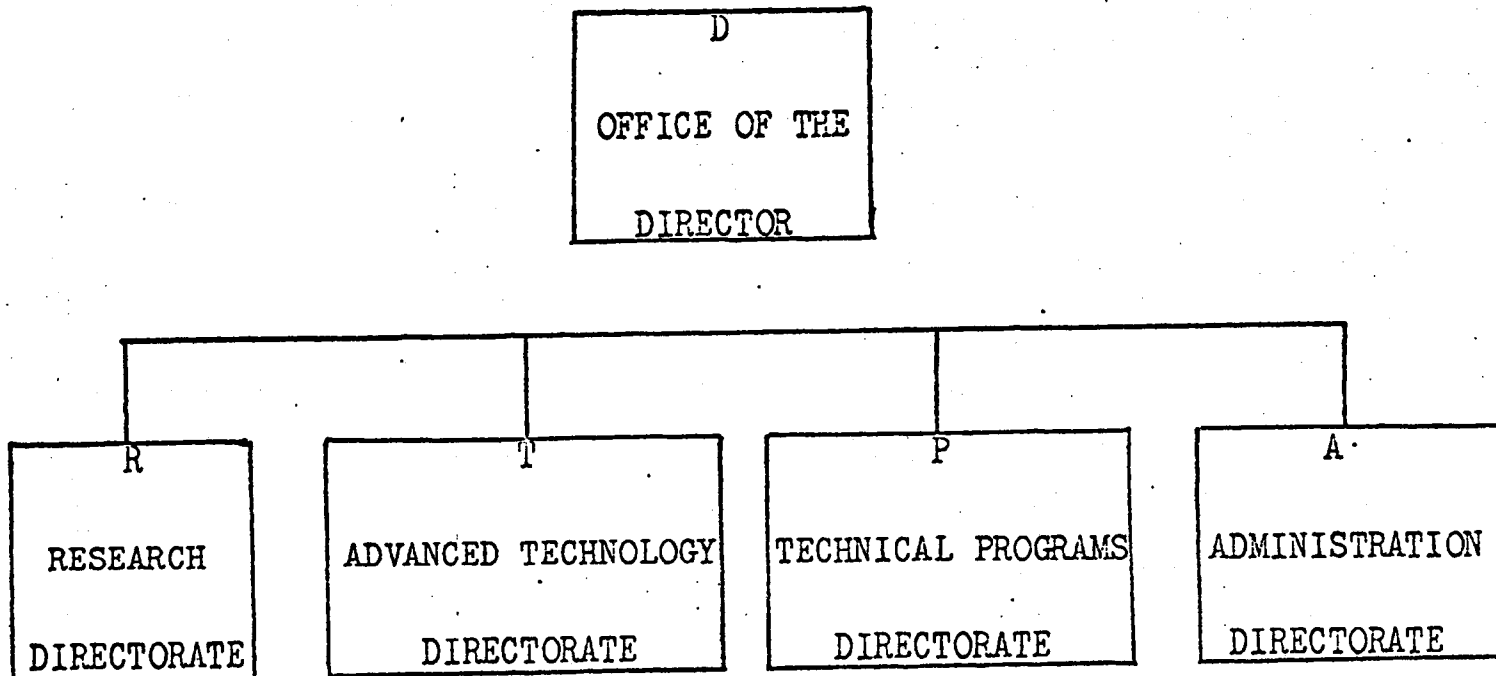 D
OFFICE OF THE
DIRECTOR
R
RESEARCH
DIRECTORATE
T
ADVANCED TECHNOLOGY
DIRECTORATE
P
TECHNICAL PROGRAMS
DIRECTORATE
A
ADMINISTRATION
DIRECTORATE